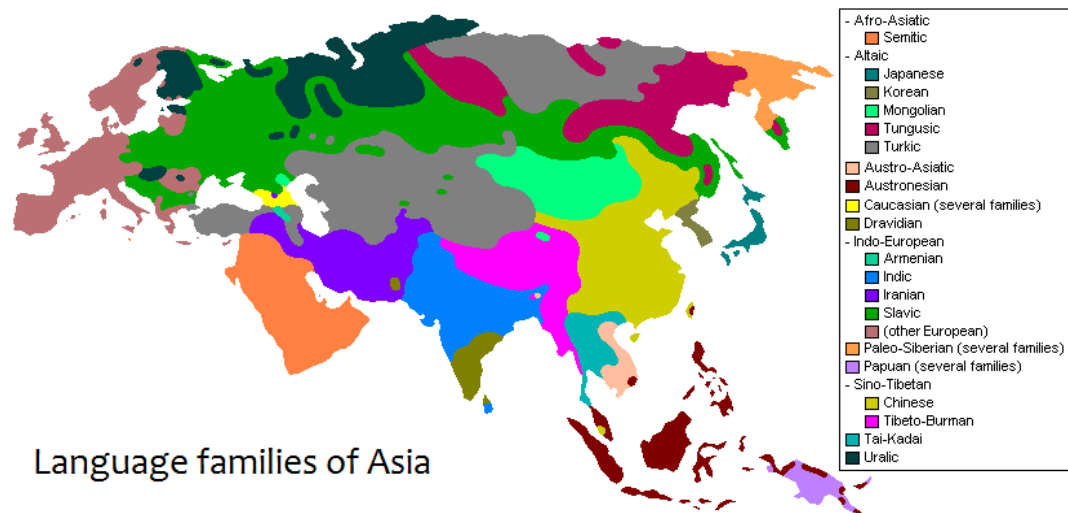 - Afro-Asiatic
Semitic
- Altaic
Japanese
Korean
Mongolian
Tungusic
Turkic
Austro-Asiatic
Austronesian
Caucasian (several families)
Dravidian
- Indo-European
Armenian
Indic
Iranian
Slavic
(other European)
Paleo-Siberian (several families)
Papuan (several families)
- Sino-Tibetan
Chinese
Tibeto-Burman
Tai-Kadai
Uralic
Language families of Asia